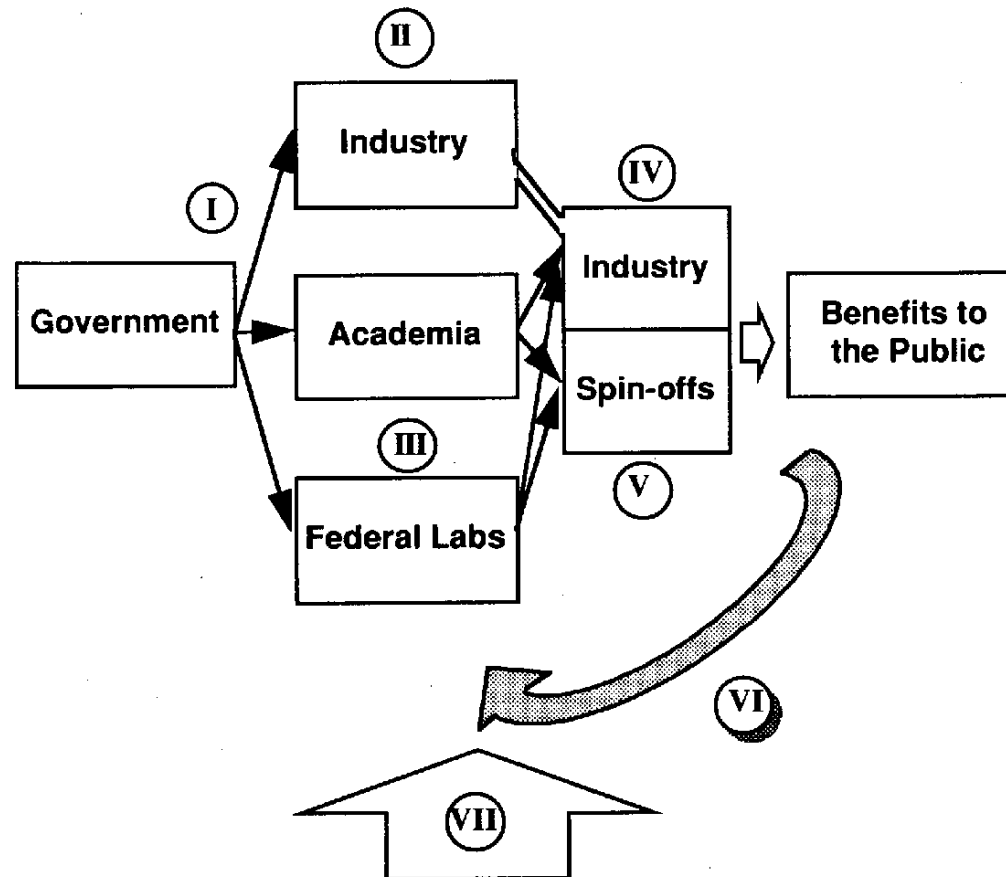 II
Industry
I
IV
Government
Academia
Industry
Benefits to
the Public
Spin-offs
III
V
Federal Labs
VI
VII